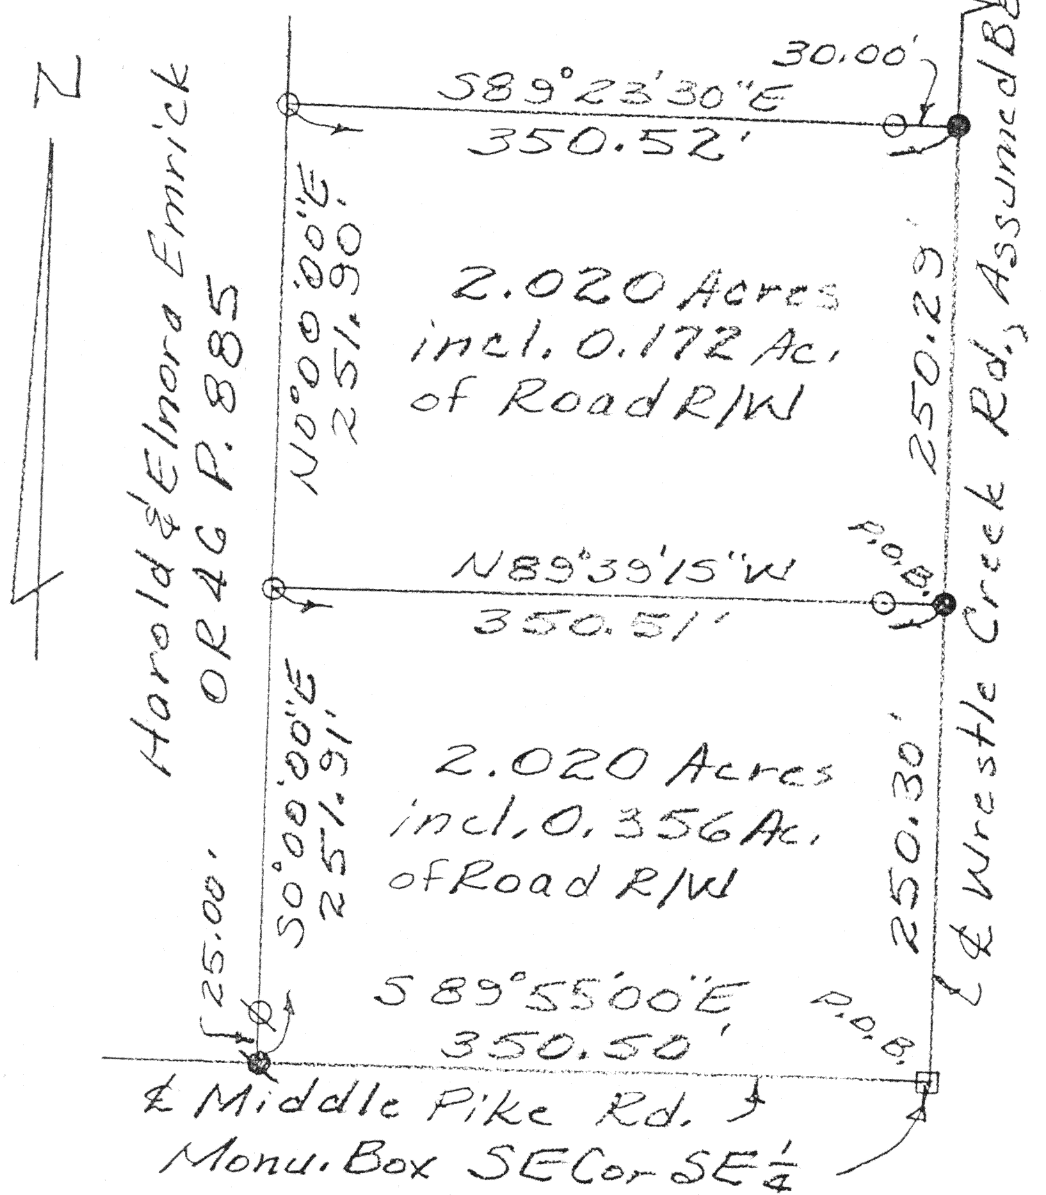 N
30.00'
S89°23'30"E
350.52'
Harold & Elnora Emrick
OR 46 P. 885
N0°00'00"E
251.90'
2.020 Acres
incl. 0.172 Ac.
of Road R/W
250.29'
P.O.B.
N89°39'15"W
350.51'
S0°00'00"E
251.91'
2.020 Acres
incl. 0.356 Ac.
of Road R/W
250.30'
℄ Wrestle Creek Rd., Assumed
25.00'
S89°55'00"E
350.50'
P.O.B.
℄ Middle Pike Rd.
Monu. Box SE Cor SE ¼